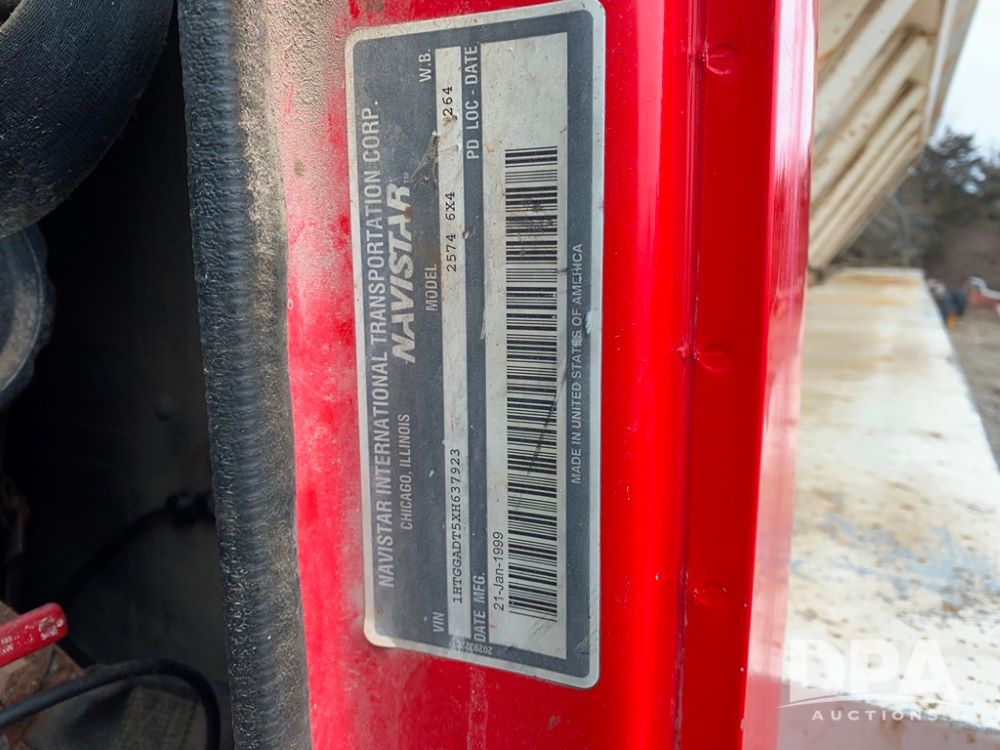 NAVISTAR INTERNATIONAL TRANSPORTATION CORP.
CHICAGO, ILLINOIS
NAVISTAR™
VIN MODEL W.B.
1HTGGADT5XH637923 2574 6X4 264
DATE MFG. PD LOC - DATE
21-Jan-1999
MADE IN UNITED STATES OF AMERICA
DPA
AUCTIONS